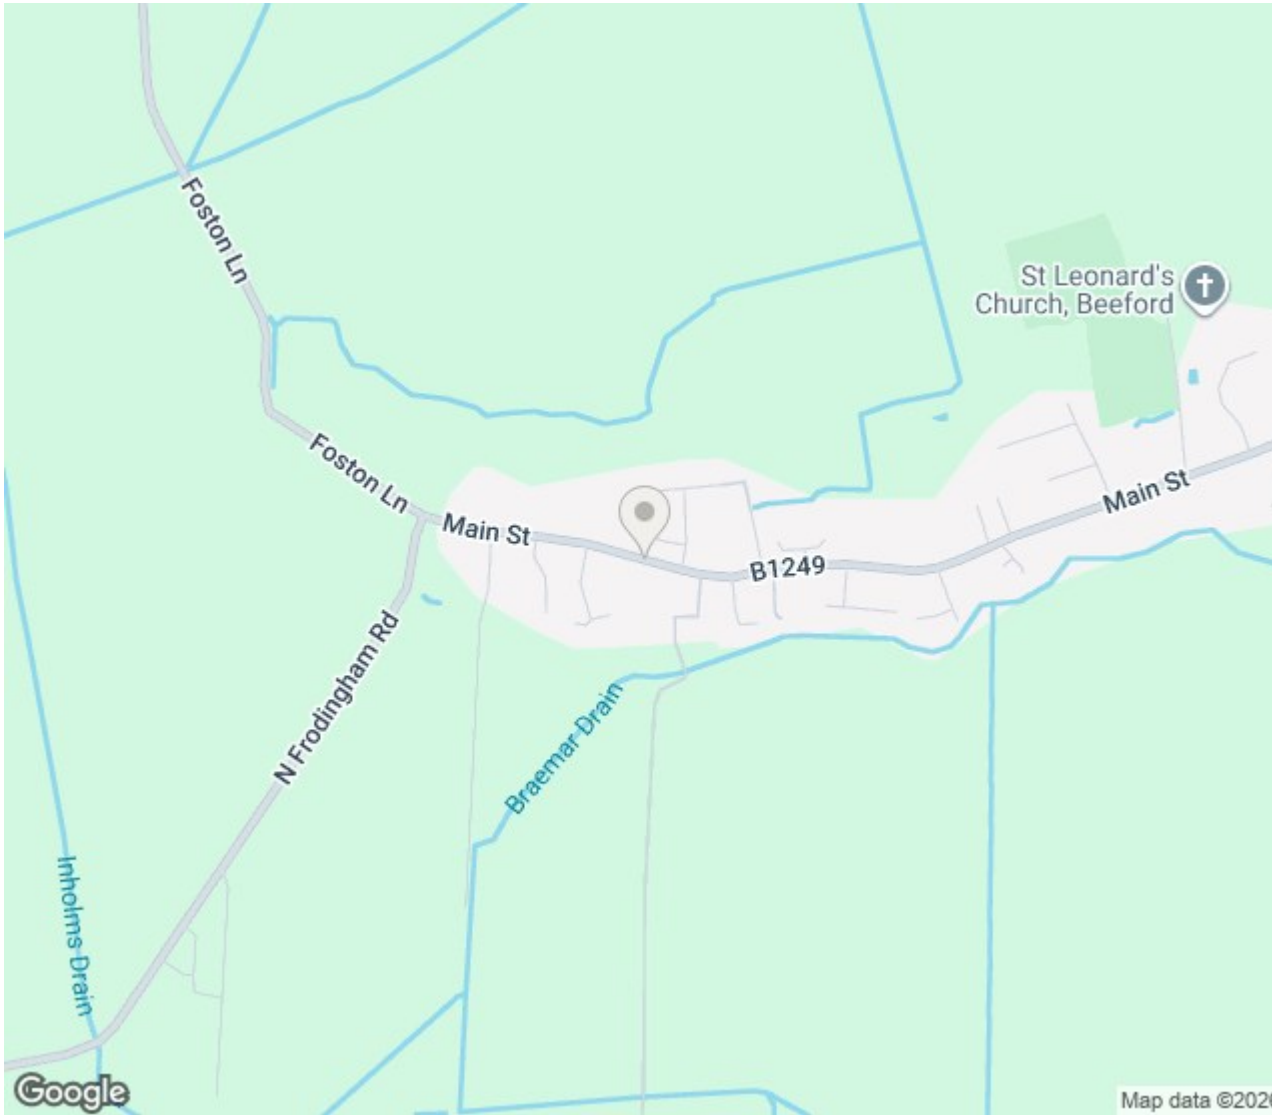 Foston Ln
St Leonard's
Church, Beeford
Foston Ln
Main St
Main St
B1249
N Frodingham Rd
Braemar Drain
Inholms Drain
Google
Map data ©2026